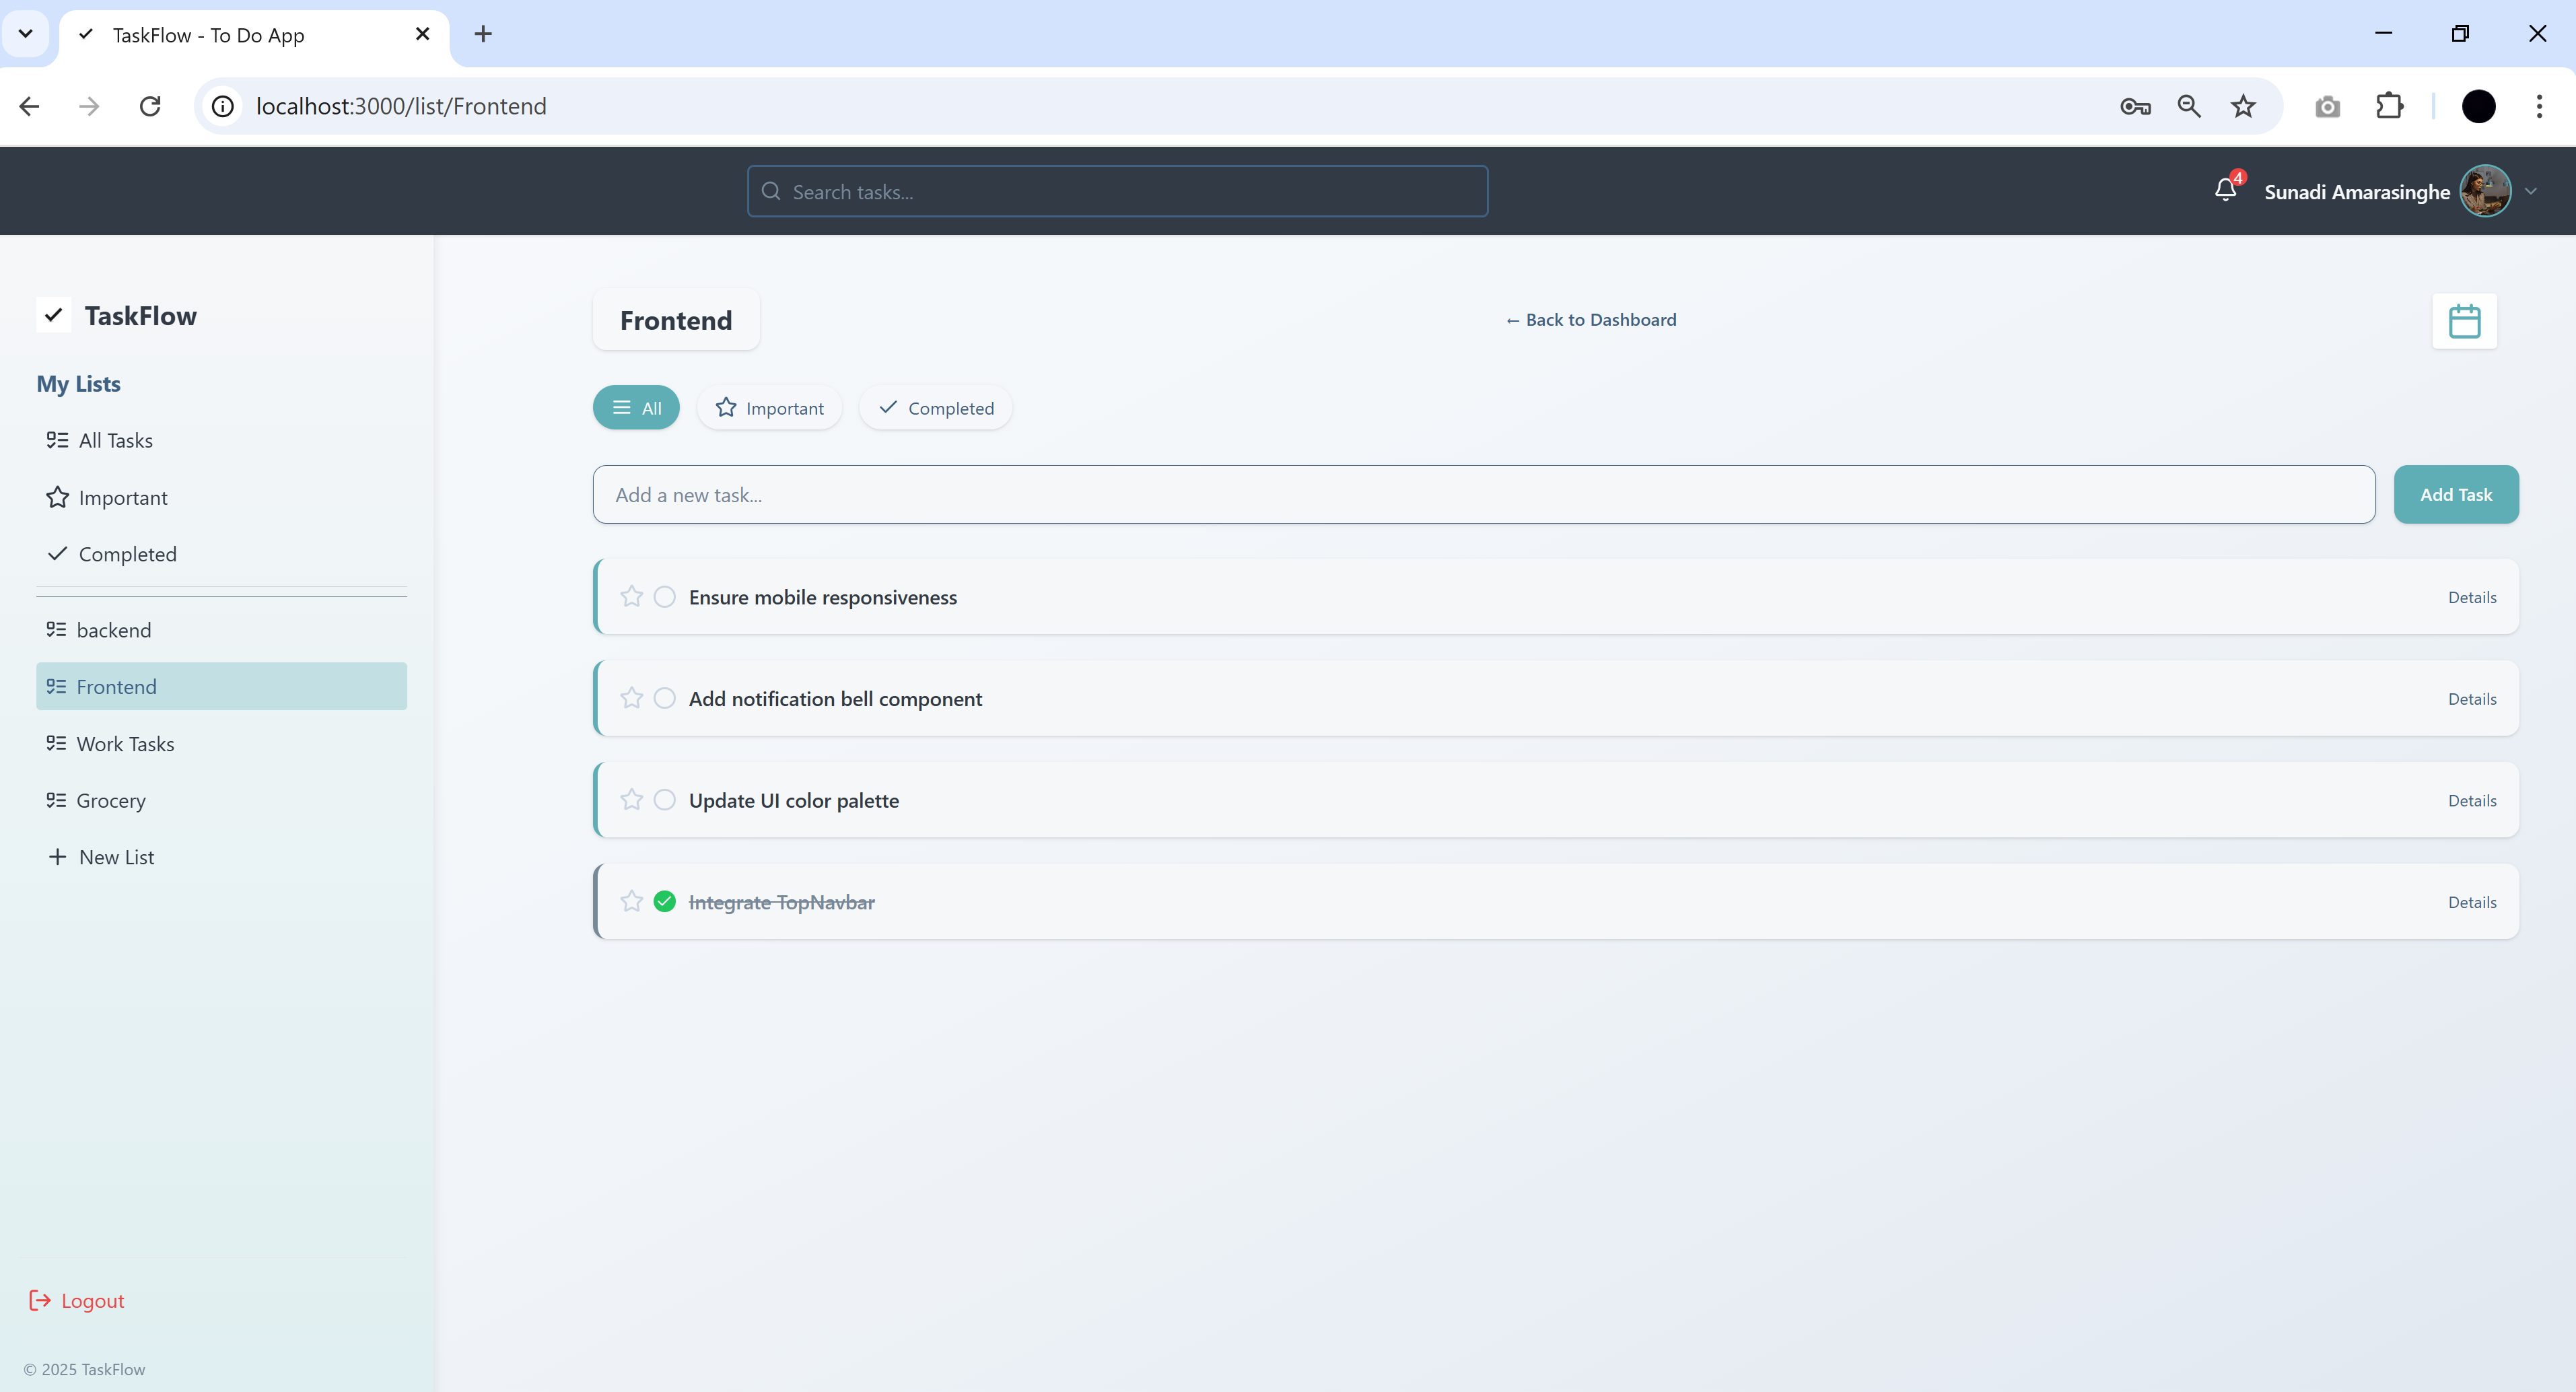 TaskFlow - To Do App
localhost:3000/list/Frontend
Search tasks...
4
Sunadi Amarasinghe
TaskFlow
My Lists
All Tasks
Important
Completed
backend
Frontend
Work Tasks
Grocery
New List
Logout
© 2025 TaskFlow
Frontend
← Back to Dashboard
All
Important
Completed
Add a new task...
Add Task
Ensure mobile responsiveness
Details
Add notification bell component
Details
Update UI color palette
Details
Integrate TopNavbar
Details